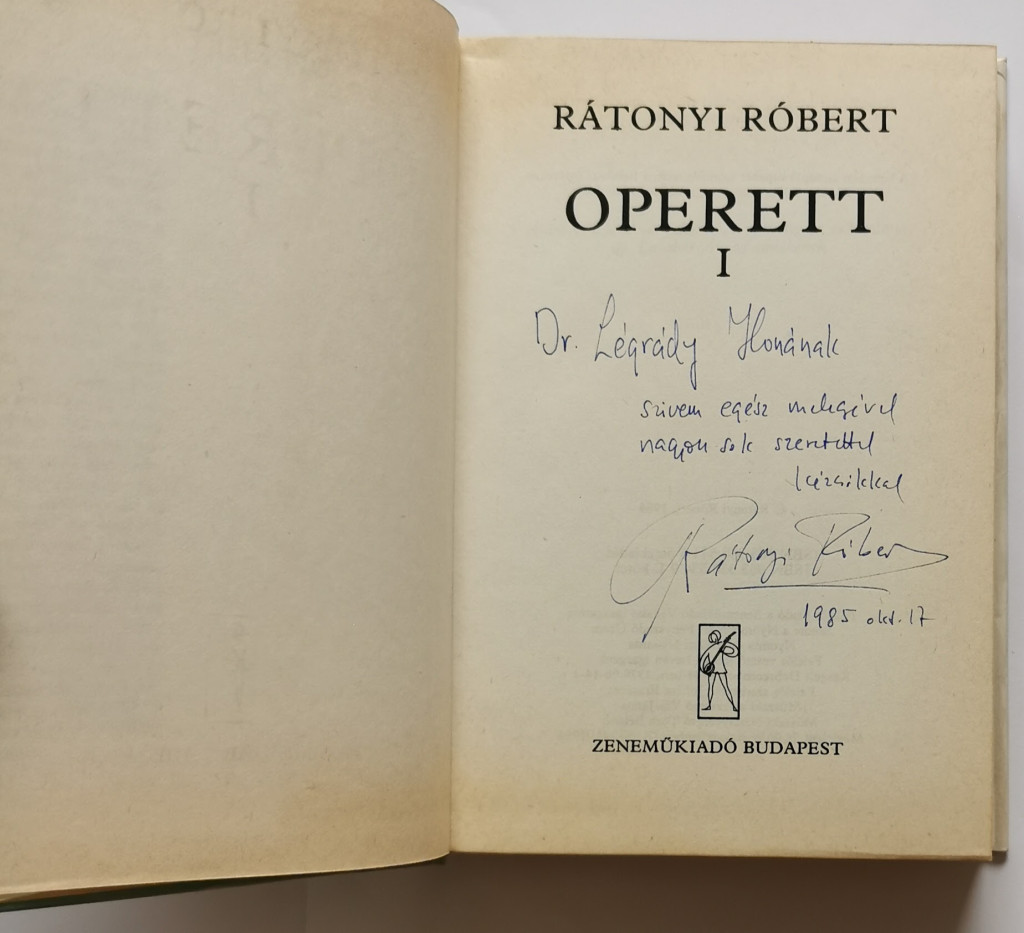 RÁTONYI RÓBERT
OPERETT
I
Dr. Légrády Ilonának
szivem egész melegével
nagyon sok szeretettel
kézcsókkal
Rátonyi Róbert
1985 okt. 17
ZENEMŰKIADÓ BUDAPEST